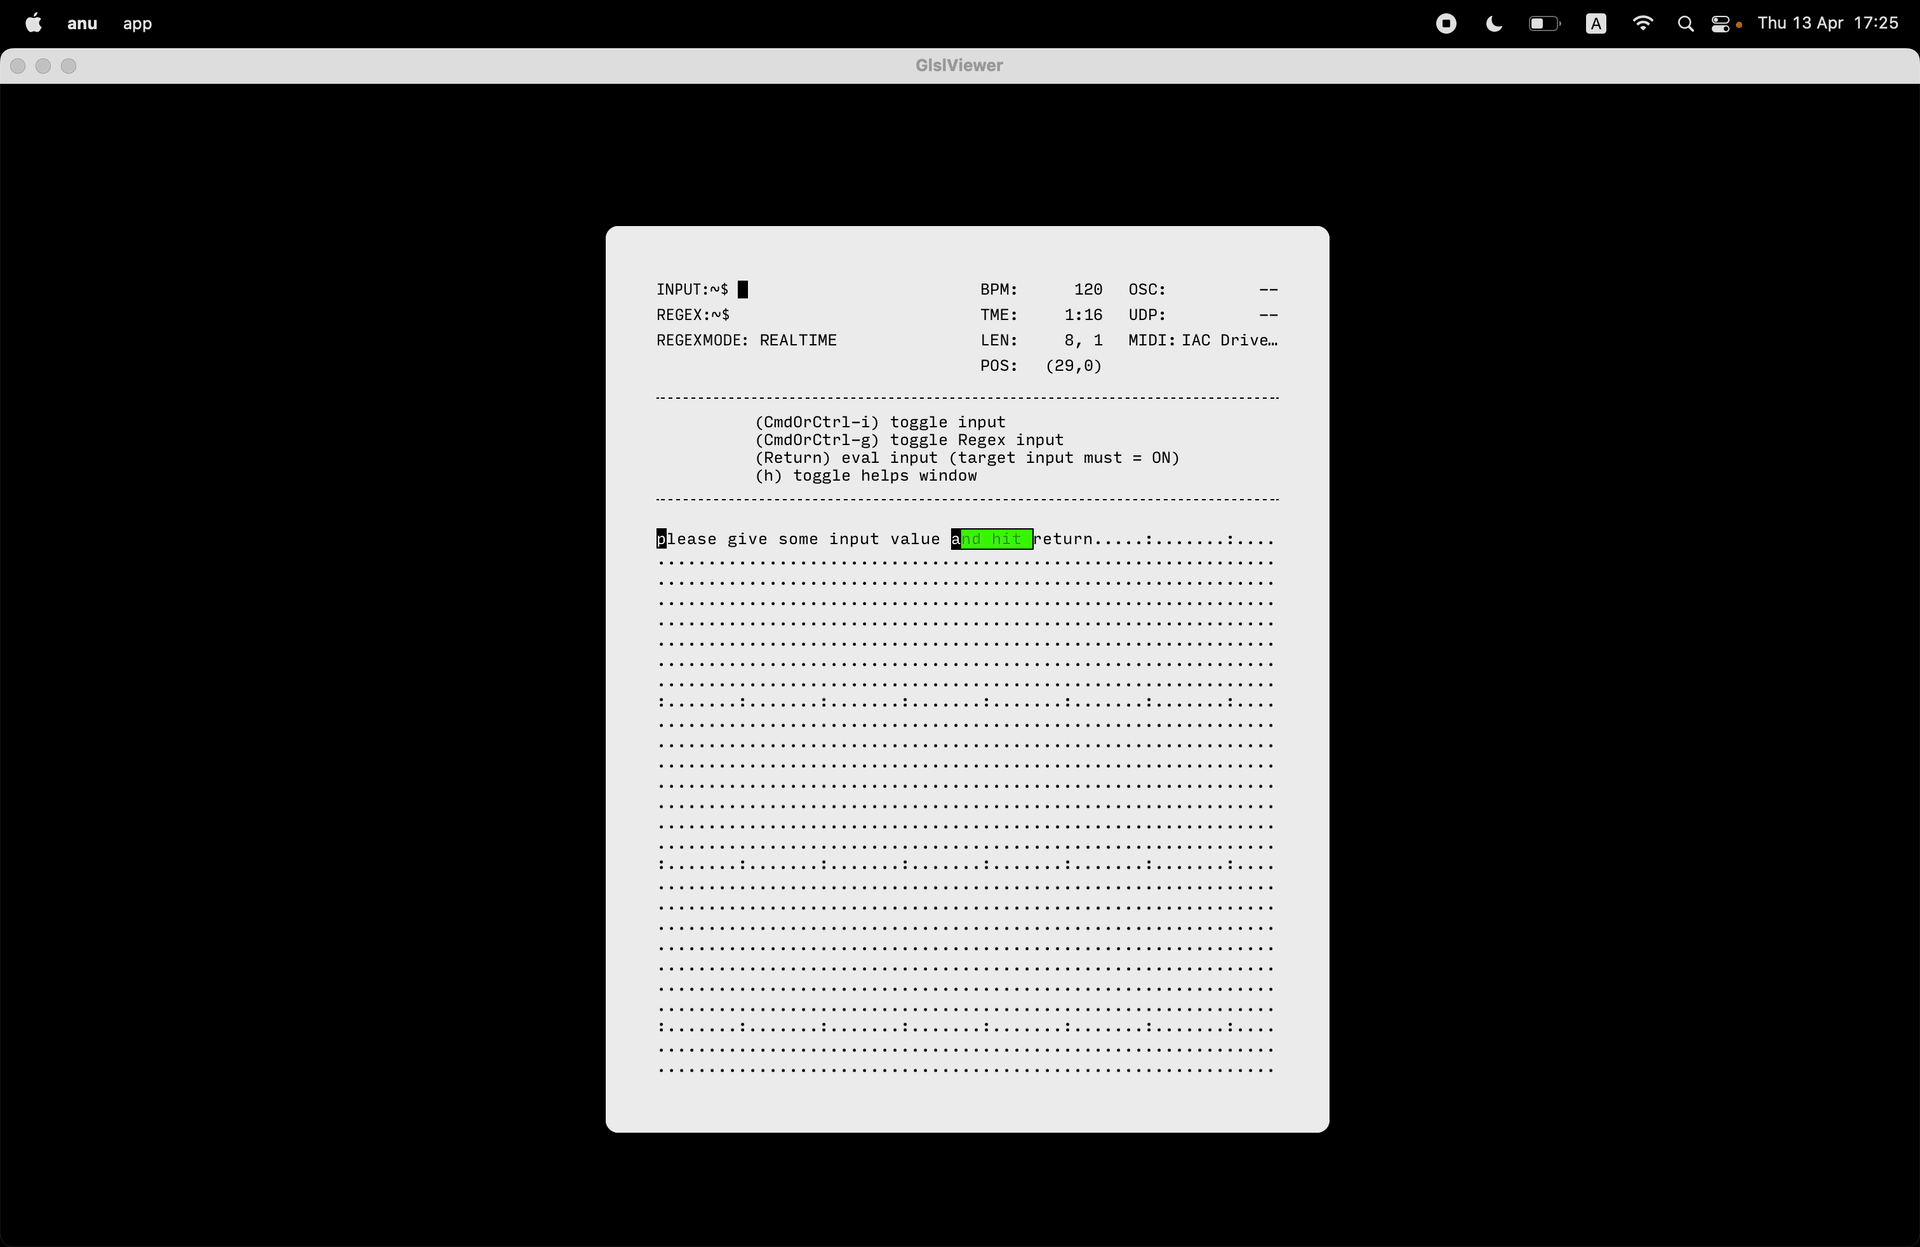 anu app A Thu 13 Apr 17:25
GlslViewer
INPUT:~$ BPM: 120 OSC: --
REGEX:~$ TME: 1:16 UDP: --
REGEXMODE: REALTIME LEN: 8, 1 MIDI: IAC Drive…
POS: (29,0)
(CmdOrCtrl-i) toggle input
(CmdOrCtrl-g) toggle Regex input
(Return) eval input (target input must = ON)
(h) toggle helps window
please give some input value and hit return.....:.......:....